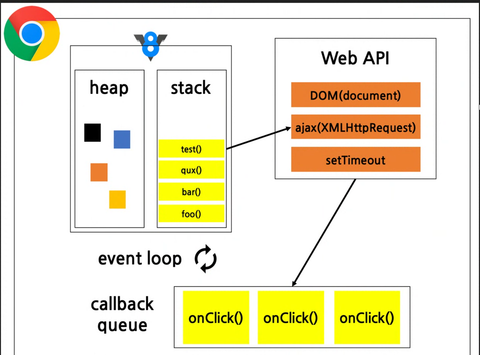 heap
stack
test()
qux()
bar()
foo()
Web API
DOM(document)
ajax(XMLHttpRequest)
setTimeout
event loop
callback
queue
onClick()
onClick()
onClick()